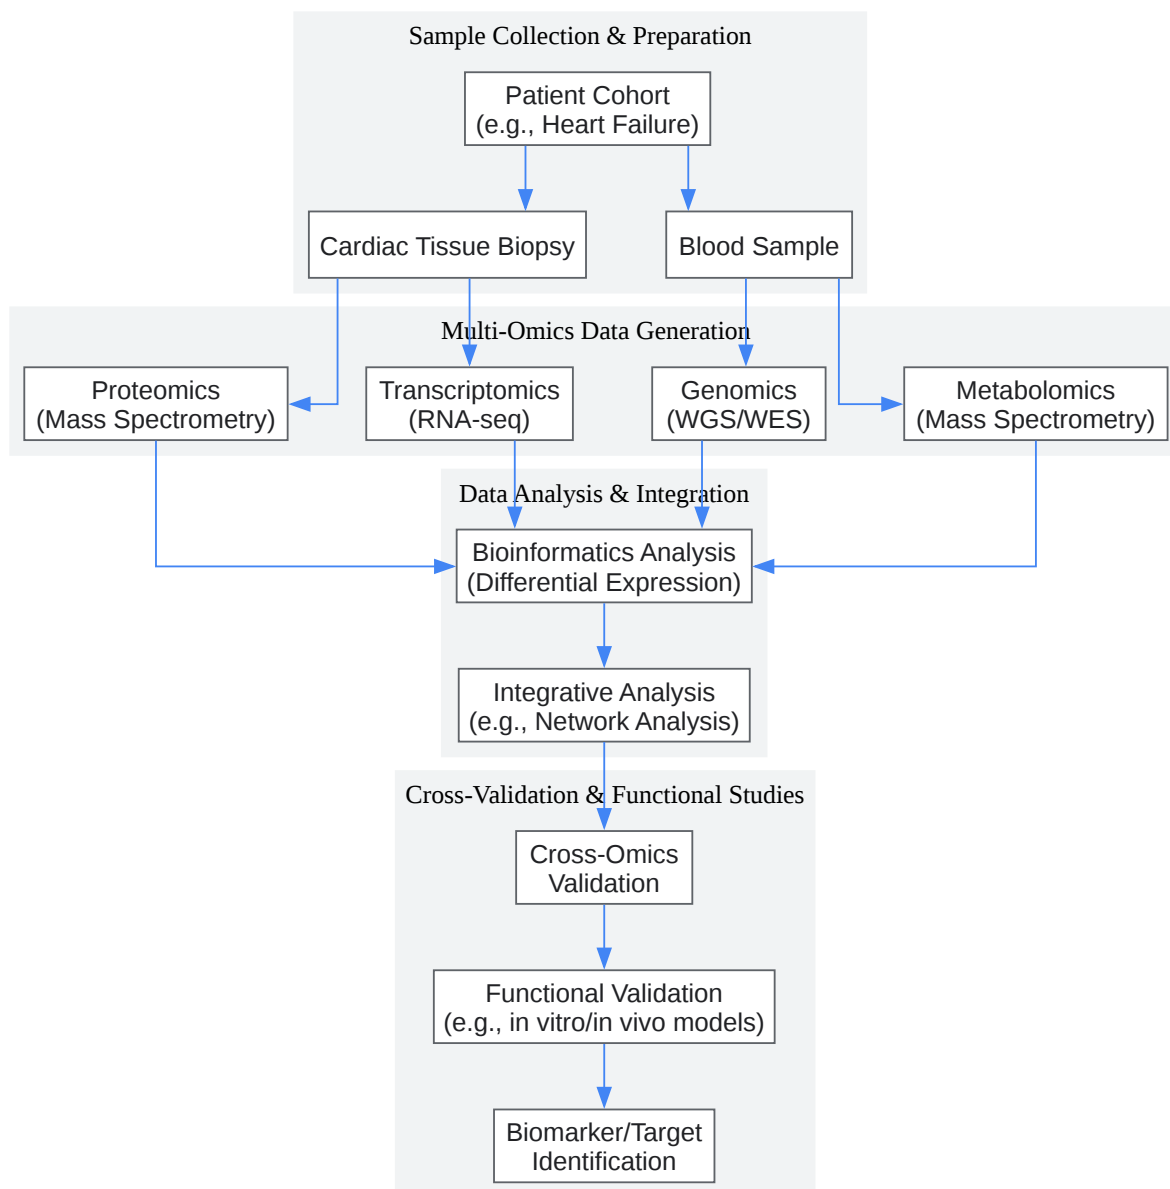 Sample Collection & Preparation
Patient Cohort
(e.g., Heart Failure)
Cardiac Tissue Biopsy
Blood Sample
Multi-Omics Data Generation
Proteomics
(Mass Spectrometry)
Transcriptomics
(RNA-seq)
Genomics
(WGS/WES)
Metabolomics
(Mass Spectrometry)
Data Analysis & Integration
Bioinformatics Analysis
(Differential Expression)
Integrative Analysis
(e.g., Network Analysis)
Cross-Validation & Functional Studies
Cross-Omics
Validation
Functional Validation
(e.g., in vitro/in vivo models)
Biomarker/Target
Identification